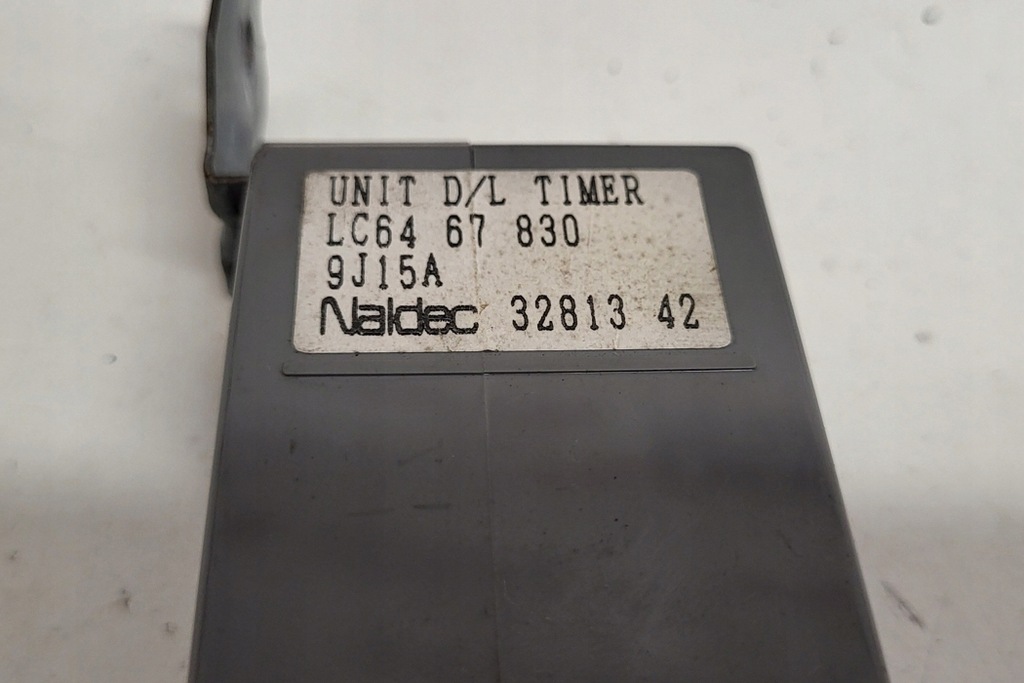 UNIT D/L TIMER
LC64 67 830
9J15A
Naldec 32813 42